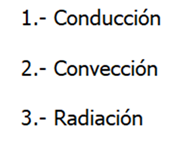 1.- Conducción
2.- Convección
3.- Radiación